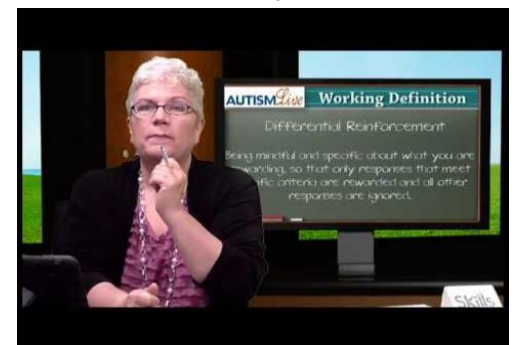 AUTISM Live Working Definition
Differential Reinforcement
Being mindful and specific about what you are
rewarding, so that only responses that meet
specific criteria are rewarded and all other
responses are ignored.
Skills